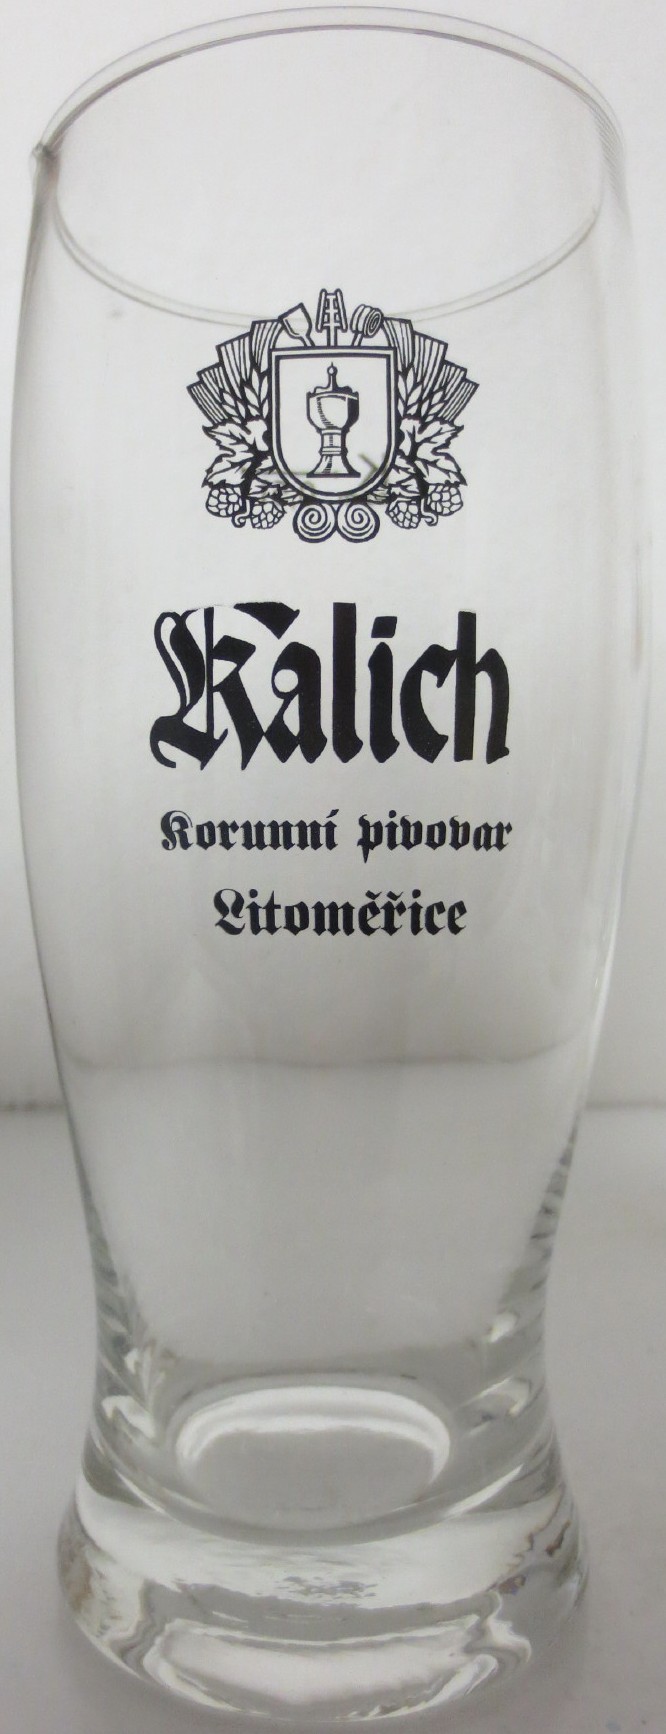 Kalich
Korunní pivovar
Litoměřice